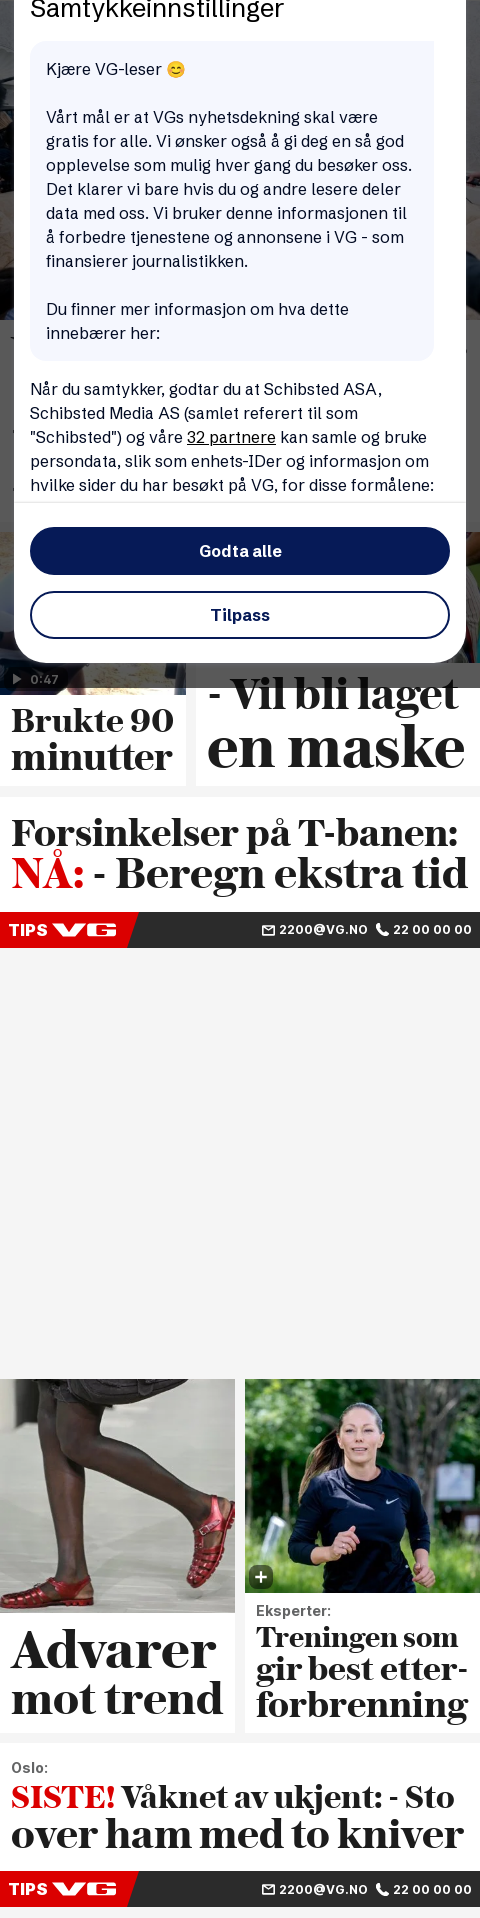 Samtykkeinnstillinger
Kjære VG-leser 😊
Vårt mål er at VGs nyhetsdekning skal være
gratis for alle. Vi ønsker også å gi deg en så god
opplevelse som mulig hver gang du besøker oss.
Det klarer vi bare hvis du og andre lesere deler
data med oss. Vi bruker denne informasjonen til
å forbedre tjenestene og annonsene i VG - som
finansierer journalistikken.
Du finner mer informasjon om hva dette
innebærer her:
Når du samtykker, godtar du at Schibsted ASA,
Schibsted Media AS (samlet referert til som
"Schibsted") og våre 32 partnere kan samle og bruke
persondata, slik som enhets-IDer og informasjon om
hvilke sider du har besøkt på VG, for disse formålene:
Godta alle
Tilpass
0:47
Brukte 90
minutter
- Vil bli laget
en maske
Forsinkelser på T-banen:
NÅ: - Beregn ekstra tid
TIPS VG 2200@VG.NO 22 00 00 00
Advarer
mot trend
Eksperter:
Treningen som
gir best etter-
forbrenning
Oslo:
SISTE! Våknet av ukjent: - Sto
over ham med to kniver
TIPS VG 2200@VG.NO 22 00 00 00